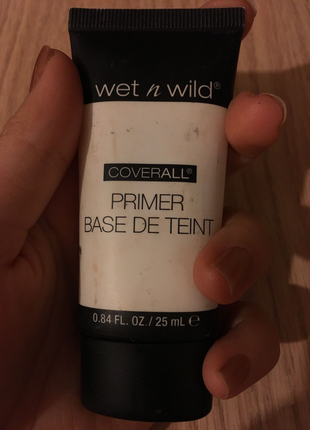 wet n wild®
COVERALL®
PRIMER
BASE DE TEINT
0.84 FL. OZ./25 mL ℮